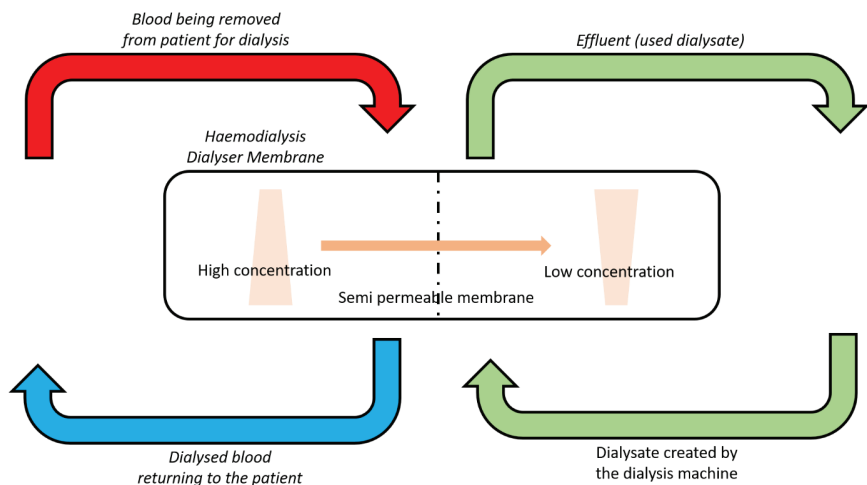 Blood being removed
from patient for dialysis
Effluent (used dialysate)
Haemodialysis
Dialyser Membrane
High concentration
Low concentration
Semi permeable membrane
Dialysed blood
returning to the patient
Dialysate created by
the dialysis machine